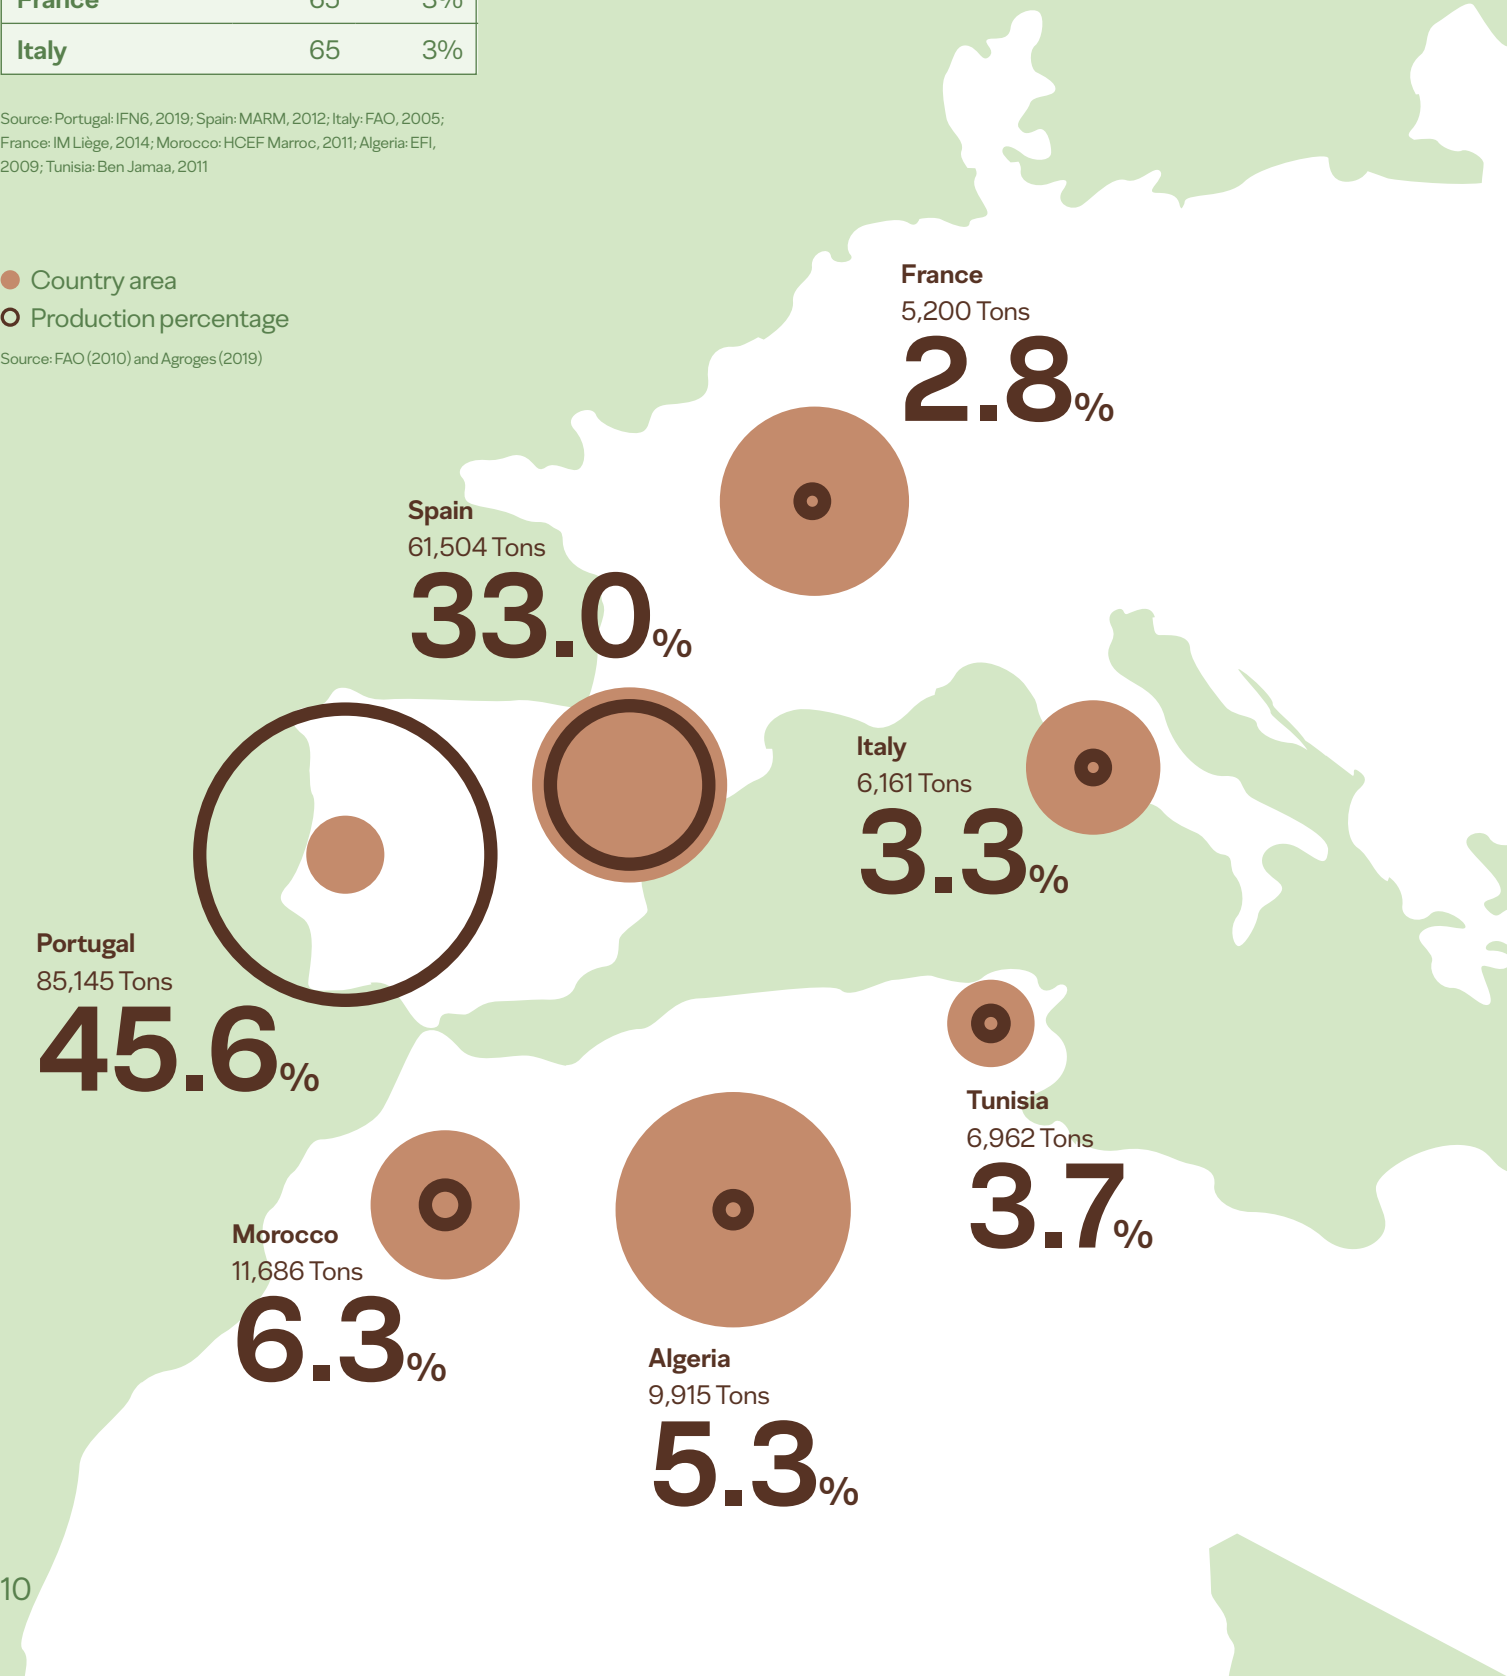 France 65 3%
Italy 65 3%
Source: Portugal: IFN6, 2019; Spain: MARM, 2012; Italy: FAO, 2005;
France: IM Liège, 2014; Morocco: HCEF Marroc, 2011; Algeria: EFI,
2009; Tunisia: Ben Jamaa, 2011
Country area
Production percentage
Source: FAO (2010) and Agroges (2019)
France
5,200 Tons
2.8%
Spain
61,504 Tons
33.0%
Italy
6,161 Tons
3.3%
Portugal
85,145 Tons
45.6%
Tunisia
6,962 Tons
3.7%
Morocco
11,686 Tons
6.3%
Algeria
9,915 Tons
5.3%
10